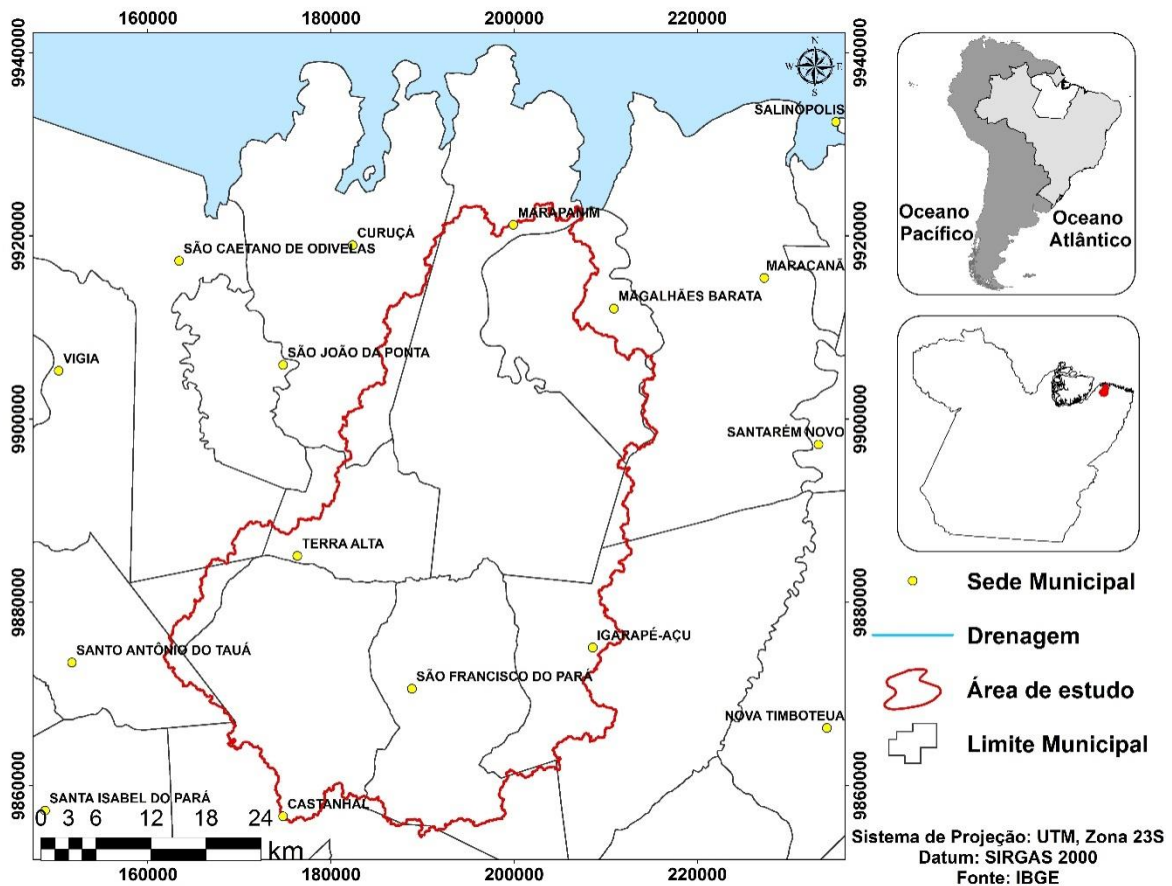 160000 180000 200000 220000
9940000
9920000
9900000
9880000
9860000
N
W E
S
SALINÓPOLIS
MARAPANIM
CURUÇÁ
SÃO CAETANO DE ODIVELAS
MARACANÃ
MAGALHÃES BARATA
SÃO JOÃO DA PONTA
VIGIA
SANTARÉM NOVO
TERRA ALTA
IGARAPÉ-AÇU
SANTO ANTÔNIO DO TAUÁ
SÃO FRANCISCO DO PARÁ
NOVA TIMBOTEUA
SANTA ISABEL DO PARÁ
CASTANHAL
0 3 6 12 18 24
km
160000 180000 200000 220000
9940000
9920000
9900000
9880000
9860000
Oceano
Pacífico
Oceano
Atlântico
Sede Municipal
Drenagem
Área de estudo
Limite Municipal
Sistema de Projeção: UTM, Zona 23S
Datum: SIRGAS 2000
Fonte: IBGE